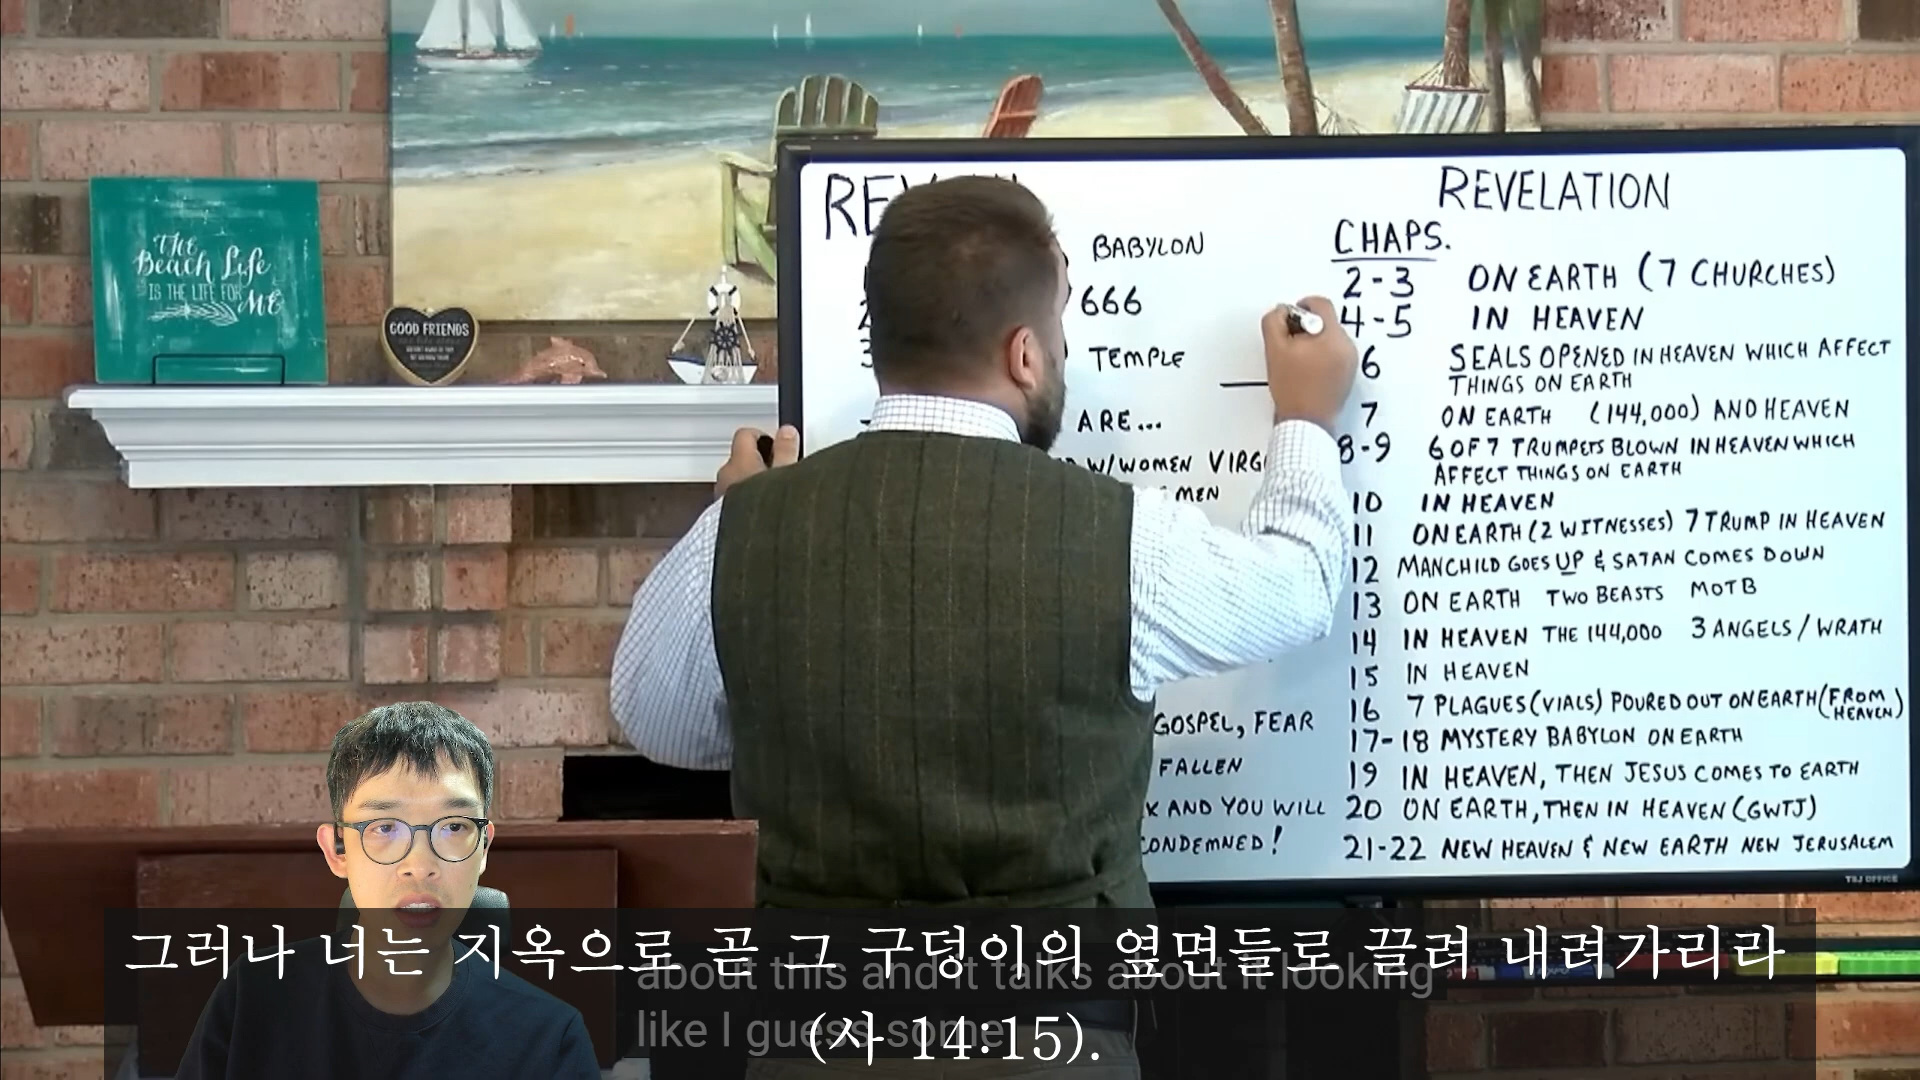 THE
Beach Life
IS THE LIFE FOR
ME
GOOD FRIENDS
BABYLON
666
TEMPLE
ARE...
W/WOMEN
MEN
GOSPEL, FEAR
FALLEN
AND YOU WILL
CONDEMNED!
REVELATION
CHAPS.
2-3 ON EARTH (7 CHURCHES)
4-5 IN HEAVEN
6 SEALS OPENED IN HEAVEN WHICH AFFECT
THINGS ON EARTH
7 ON EARTH (144,000) AND HEAVEN
8-9 6 OF 7 TRUMPETS BLOWN IN HEAVEN WHICH
AFFECT THINGS ON EARTH
10 IN HEAVEN
11 ON EARTH (2 WITNESSES) 7 TRUMP IN HEAVEN
12 MANCHILD GOES UP & SATAN COMES DOWN
13 ON EARTH TWO BEASTS MOTB
14 IN HEAVEN THE 144,000 3 ANGELS / WRATH
15 IN HEAVEN
16 7 PLAGUES (VIALS) POURED OUT ON EARTH (FROM HEAVEN)
17-18 MYSTERY BABYLON ON EARTH
19 IN HEAVEN, THEN JESUS COMES TO EARTH
20 ON EARTH, THEN IN HEAVEN (GWTJ)
21-22 NEW HEAVEN & NEW EARTH NEW JERUSALEM
TSJ OFFICE
그러나 너는 지옥으로 곧 그 구덩이의 옆면들로 끌려 내려가리라
(사 14:15).
about this and it talks about it looking
like I guess some